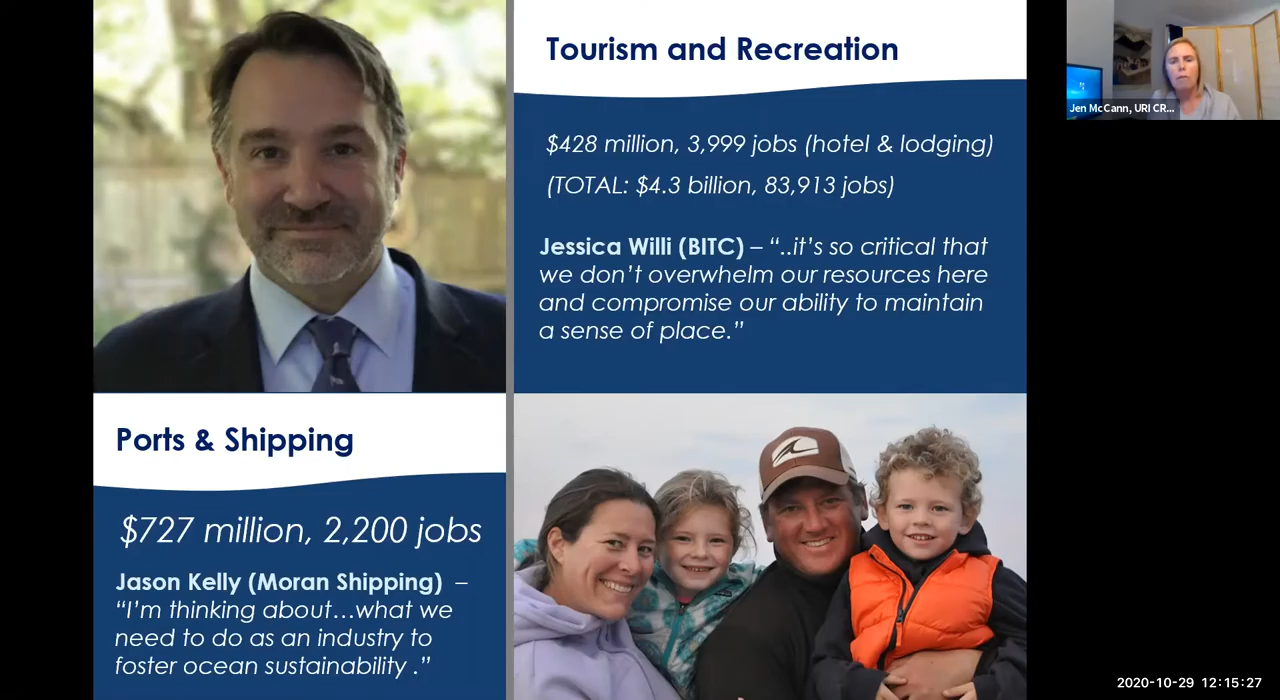 Tourism and Recreation
$428 million, 3,999 jobs (hotel & lodging)
(TOTAL: $4.3 billion, 83,913 jobs)
Jessica Willi (BITC) – “..it’s so critical that
we don’t overwhelm our resources here
and compromise our ability to maintain
a sense of place.”
Ports & Shipping
$727 million, 2,200 jobs
Jason Kelly (Moran Shipping) –
“I’m thinking about...what we
need to do as an industry to
foster ocean sustainability .”
Jen McCann, URI CR...
2020-10-29 12:15:27